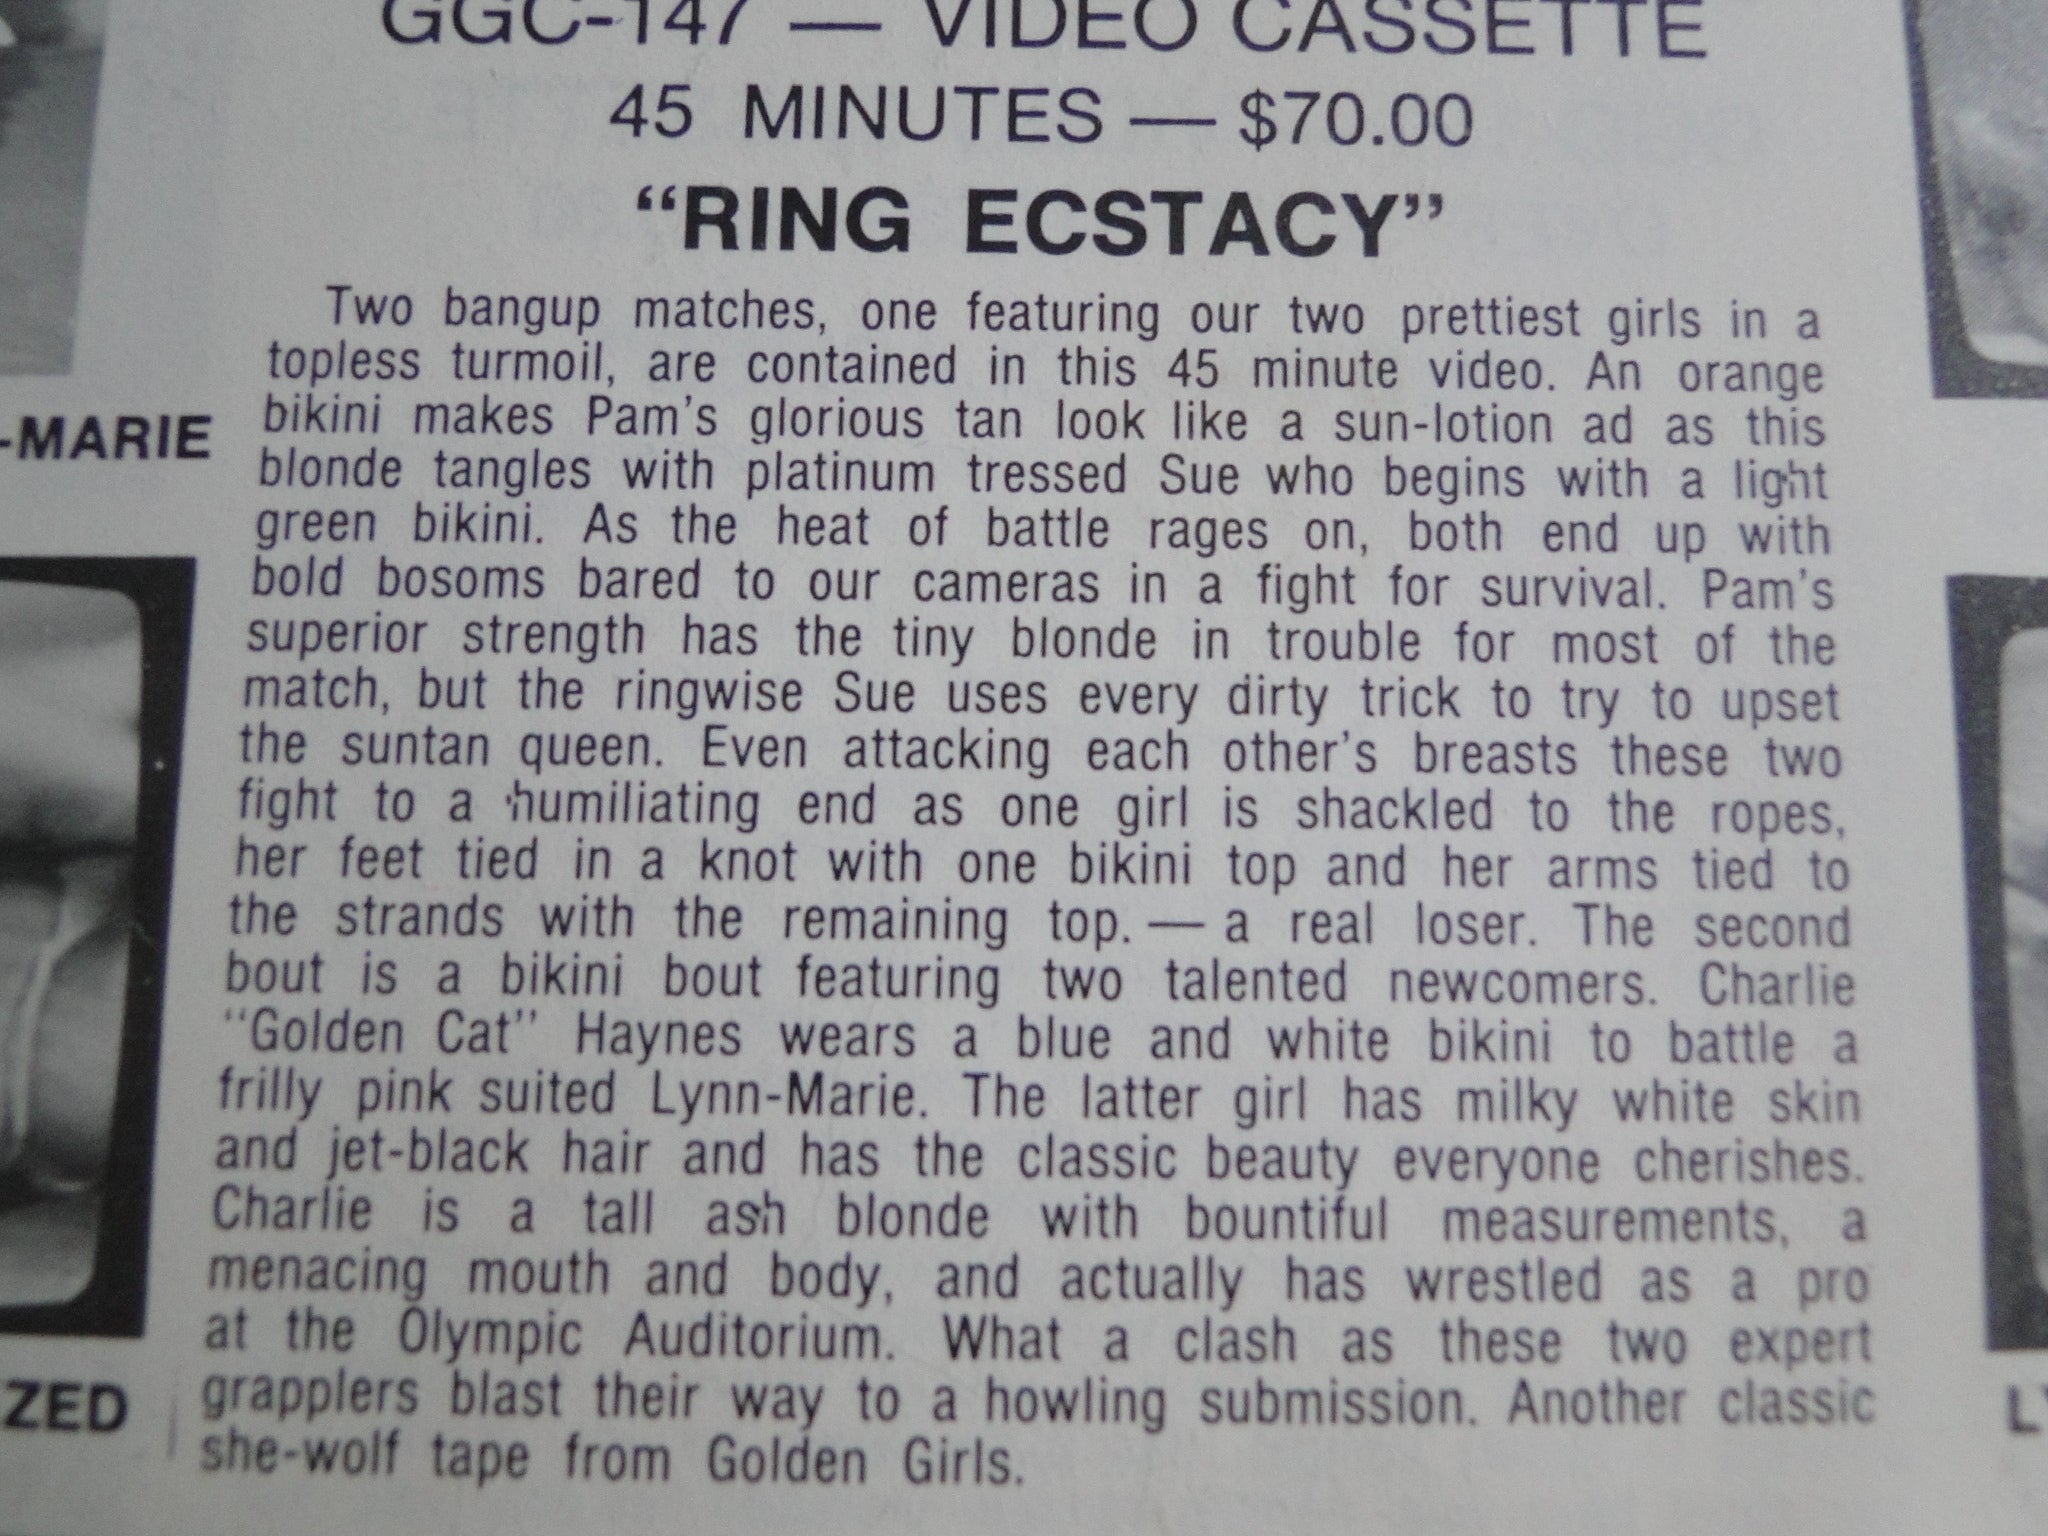 GGC-147 — VIDEO CASSETTE
45 MINUTES — $70.00
“RING ECSTACY”
Two bangup matches, one featuring our two prettiest girls in a
topless turmoil, are contained in this 45 minute video. An orange
bikini makes Pam's glorious tan look like a sun-lotion ad as this
blonde tangles with platinum tressed Sue who begins with a light
green bikini. As the heat of battle rages on, both end up with
bold bosoms bared to our cameras in a fight for survival. Pam's
superior strength has the tiny blonde in trouble for most of the
match, but the ringwise Sue uses every dirty trick to try to upset
the suntan queen. Even attacking each other's breasts these two
fight to a humiliating end as one girl is shackled to the ropes,
her feet tied in a knot with one bikini top and her arms tied to
the strands with the remaining top. — a real loser. The second
bout is a bikini bout featuring two talented newcomers. Charlie
“Golden Cat” Haynes wears a blue and white bikini to battle a
frilly pink suited Lynn-Marie. The latter girl has milky white skin
and jet-black hair and has the classic beauty everyone cherishes.
Charlie is a tall ash blonde with bountiful measurements, a
menacing mouth and body, and actually has wrestled as a pro
at the Olympic Auditorium. What a clash as these two expert
grapplers blast their way to a howling submission. Another classic
she-wolf tape from Golden Girls.
-MARIE
ZED